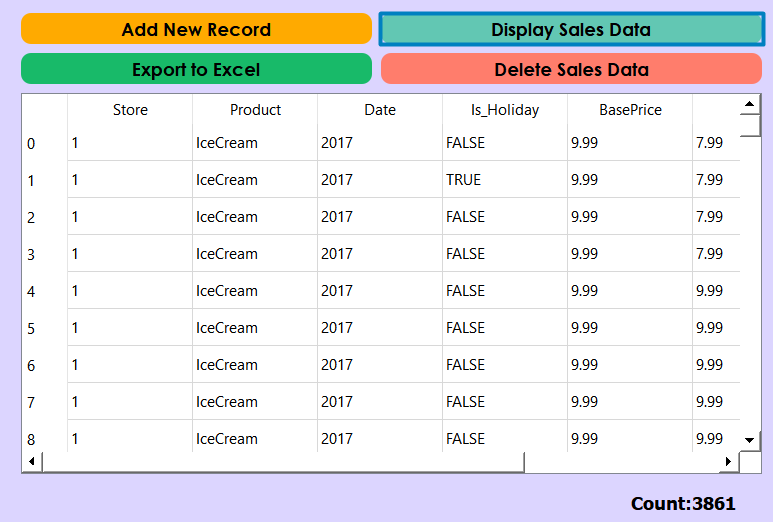 Add New Record Display Sales Data
Export to Excel Delete Sales Data
Store Product Date Is_Holiday BasePrice
0 1 IceCream 2017 FALSE 9.99 7.99
1 1 IceCream 2017 TRUE 9.99 7.99
2 1 IceCream 2017 FALSE 9.99 7.99
3 1 IceCream 2017 FALSE 9.99 7.99
4 1 IceCream 2017 FALSE 9.99 9.99
5 1 IceCream 2017 FALSE 9.99 9.99
6 1 IceCream 2017 FALSE 9.99 9.99
7 1 IceCream 2017 FALSE 9.99 9.99
8 1 IceCream 2017 FALSE 9.99 9.99
Count:3861